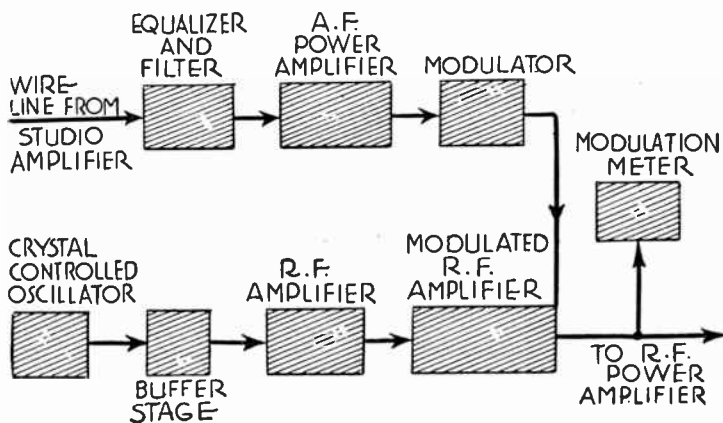 EQUALIZER
AND
FILTER
A.F.
POWER
AMPLIFIER
MODULATOR
WIRE-
LINE FROM
STUDIO
AMPLIFIER
MODULATION
METER
CRYSTAL
CONTROLLED
OSCILLATOR
R.F.
AMPLIFIER
MODULATED
R.F.
AMPLIFIER
BUFFER
STAGE
TO R.F.
POWER
AMPLIFIER